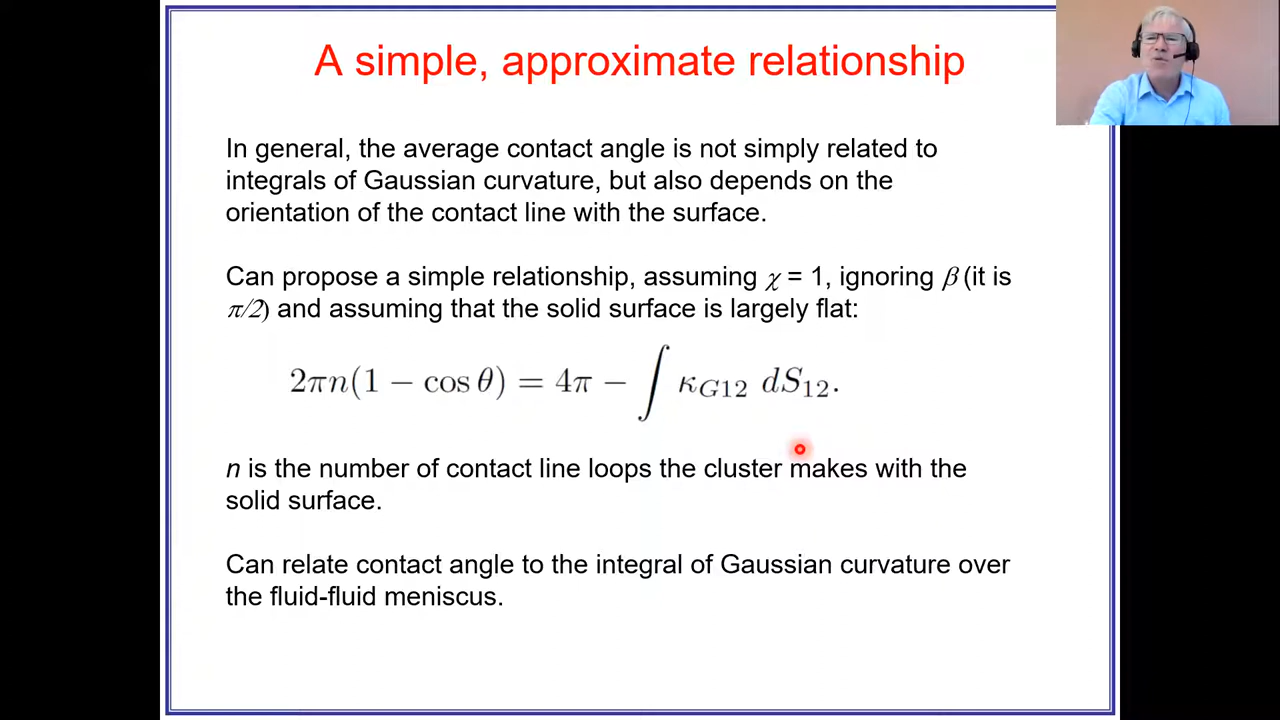 A simple, approximate relationship
In general, the average contact angle is not simply related to
integrals of Gaussian curvature, but also depends on the
orientation of the contact line with the surface.
Can propose a simple relationship, assuming χ = 1, ignoring β (it is
π/2) and assuming that the solid surface is largely flat:
2πn(1 − cos θ) = 4π − ∫ κ_{G12} dS_{12}.
n is the number of contact line loops the cluster makes with the
solid surface.
Can relate contact angle to the integral of Gaussian curvature over
the fluid-fluid meniscus.